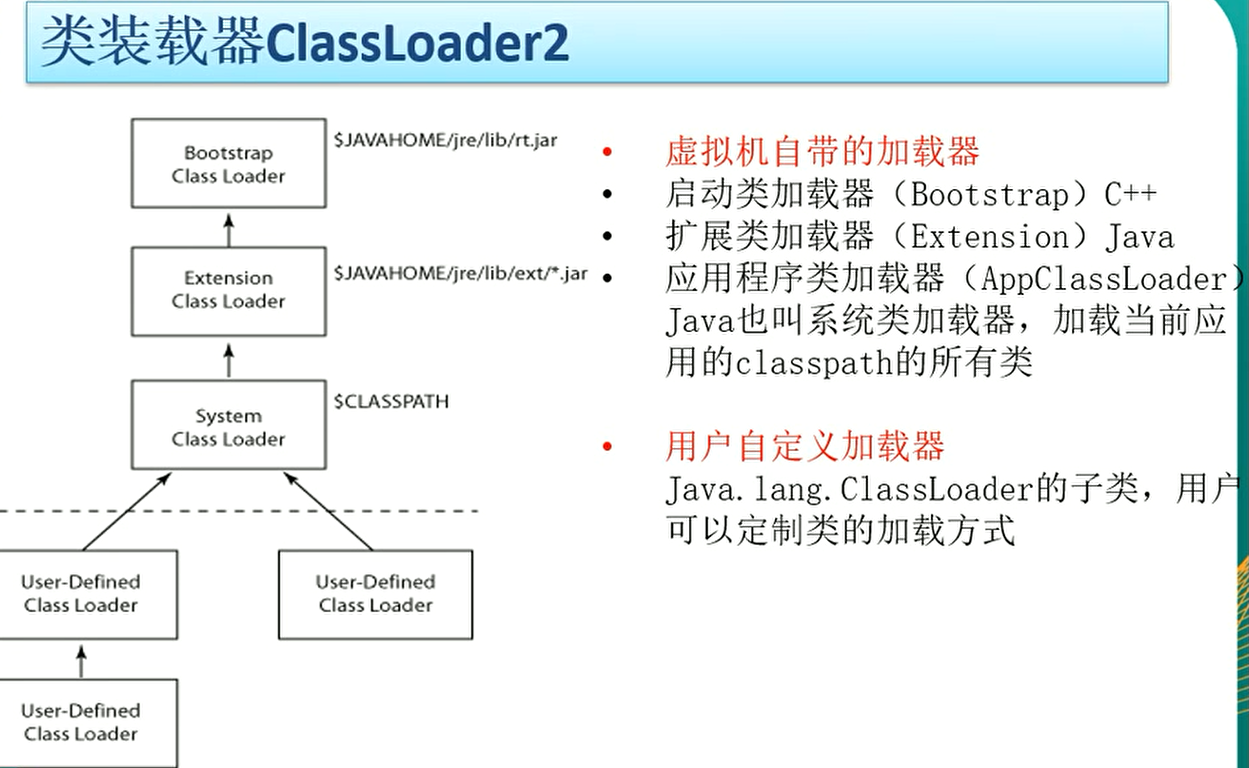 类装载器ClassLoader2
Bootstrap
Class Loader
$JAVAHOME/jre/lib/rt.jar
Extension
Class Loader
$JAVAHOME/jre/lib/ext/*.jar
System
Class Loader
$CLASSPATH
User-Defined
Class Loader
User-Defined
Class Loader
User-Defined
Class Loader
• 虚拟机自带的加载器
• 启动类加载器（Bootstrap）C++
• 扩展类加载器（Extension）Java
• 应用程序类加载器（AppClassLoader）
Java也叫系统类加载器，加载当前应
用的classpath的所有类
• 用户自定义加载器
Java.lang.ClassLoader的子类，用户
可以定制类的加载方式